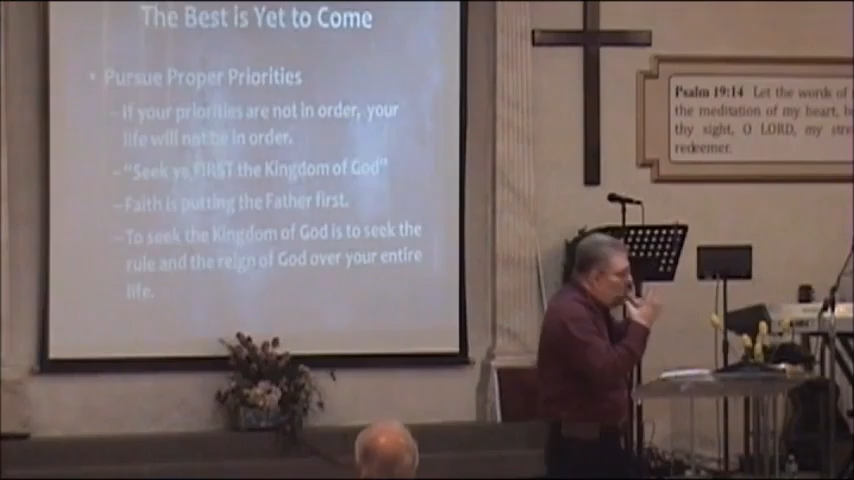 The Best is Yet to Come
• Pursue Proper Priorities
– If your priorities are not in order, your
life will not be in order.
– "Seek ye FIRST the Kingdom of God"
– Faith is putting the Father first.
– To seek the Kingdom of God is to seek the
rule and the reign of God over your entire
life.
Psalm 19:14 Let the words of
the meditation of my heart,
thy sight, O LORD, my
redeemer.